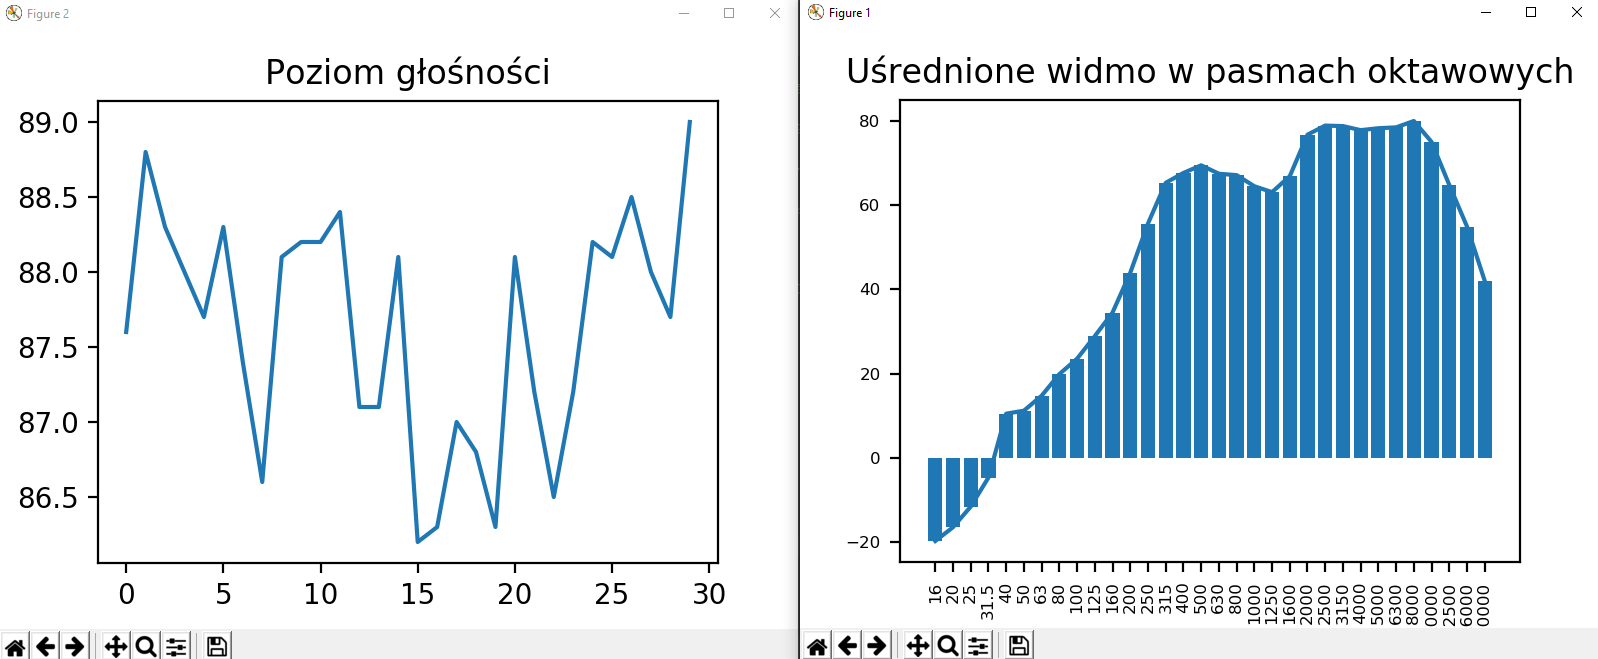 Figure 2
Poziom głośności
89.0
88.5
88.0
87.5
87.0
86.5
0 5 10 15 20 25 30
Figure 1
Uśrednione widmo w pasmach oktawowych
80
60
40
20
0
−20
16 20 25 31.5 40 50 63 80 100 125 160 200 250 315 400 500 630 800 1000 1250 1600 2000 2500 3150 4000 5000 6300 8000 0000 2500 6000 0000